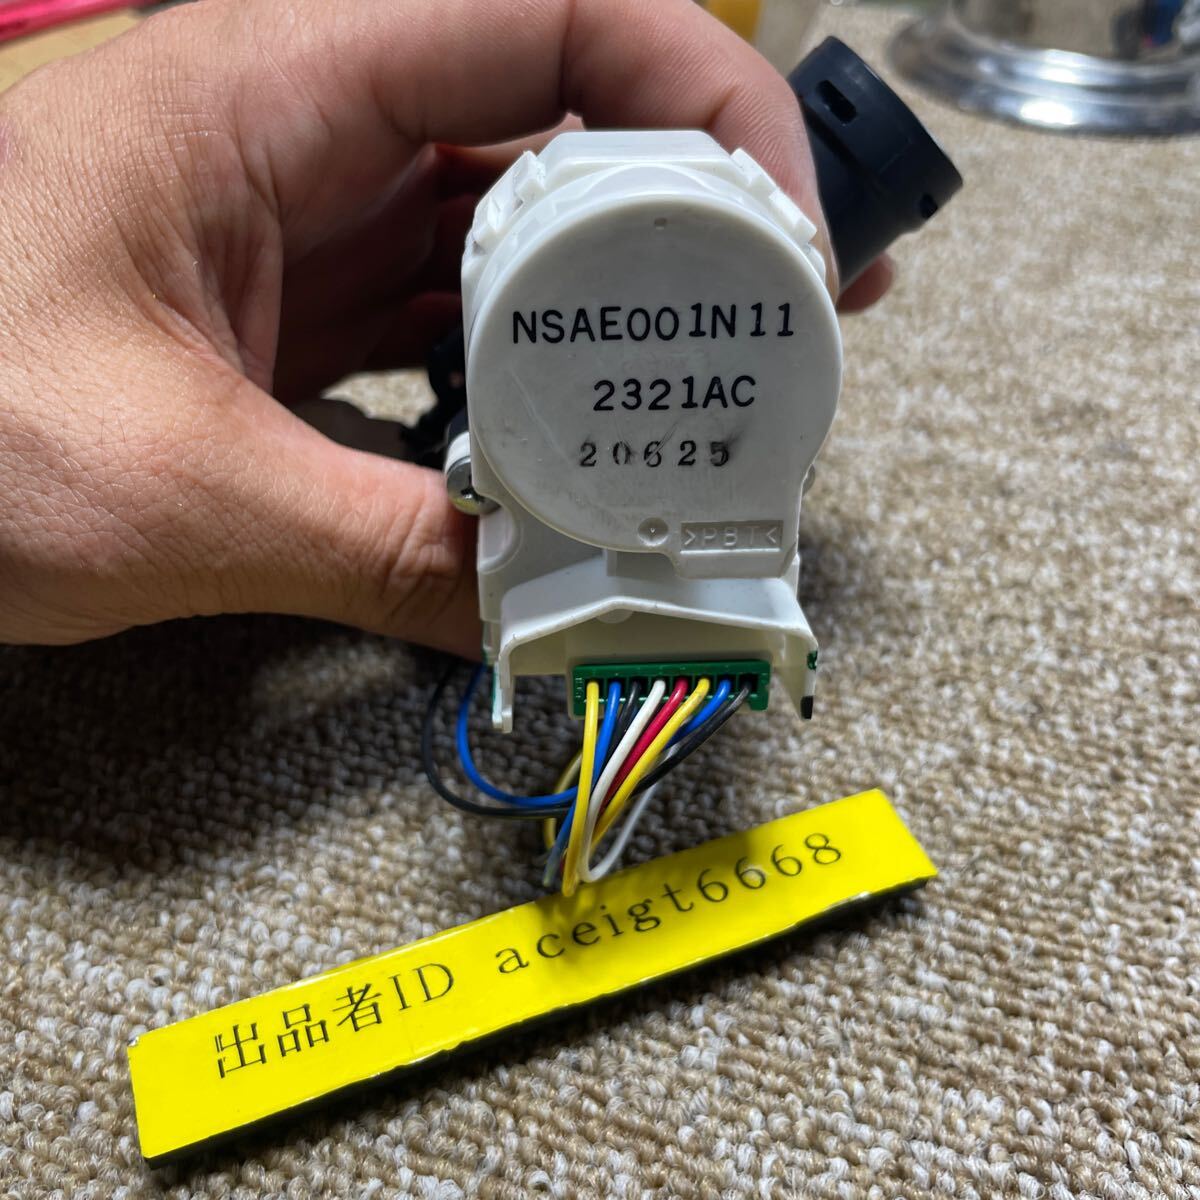 NSAE001N11
2321AC
20625
>PBT<
出品者ID aceigt6668